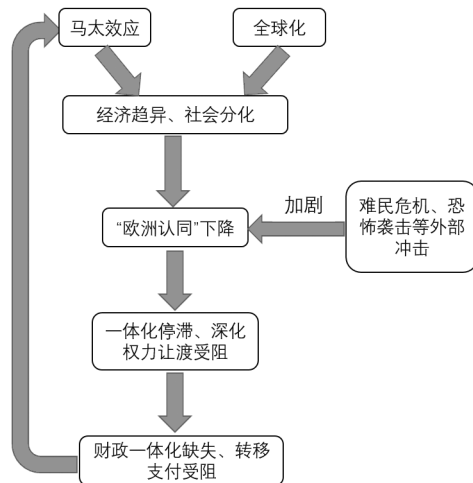 马太效应
全球化
经济趋异、社会分化
“欧洲认同”下降
加剧
难民危机、恐
怖袭击等外部
冲击
一体化停滞、深化
权力让渡受阻
财政一体化缺失、转移
支付受阻